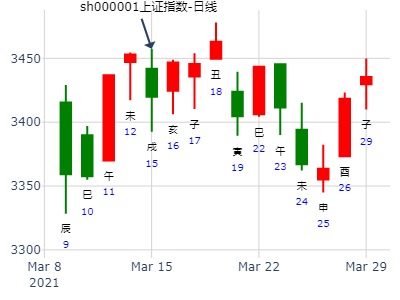 sh000001上证指数-日线
3450
3400
3350
3300
辰
9
巳
10
午
11
未
12
戌
15
亥
16
子
17
丑
18
寅
19
巳
22
午
23
未
24
申
25
酉
26
子
29
Mar 8
2021
Mar 15
Mar 22
Mar 29